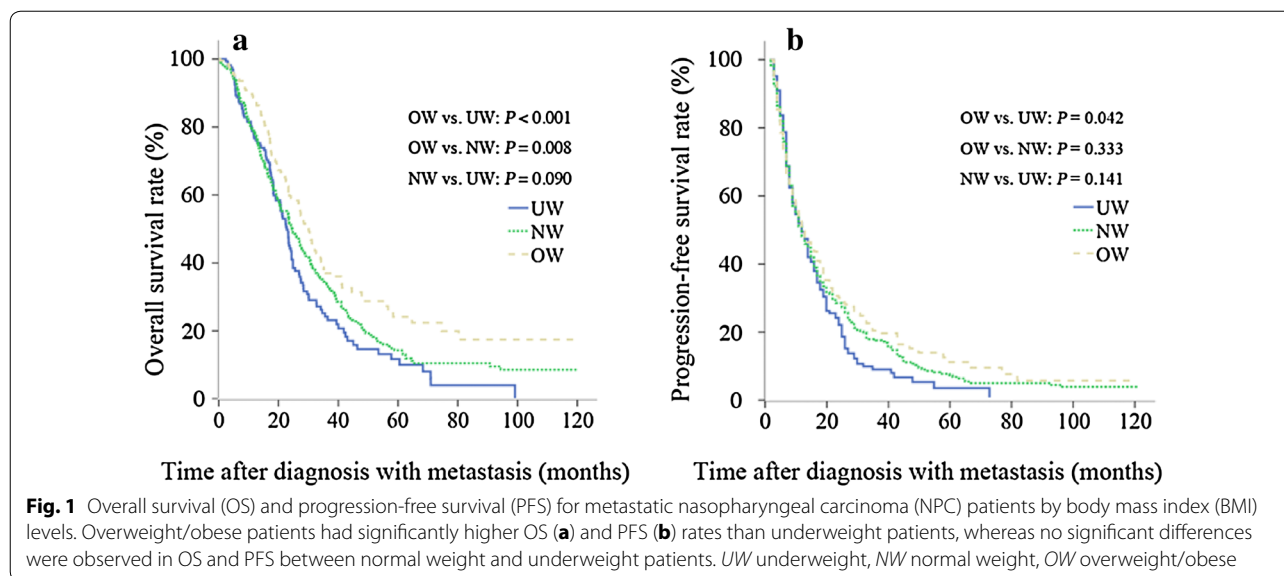 a
100
80
60
40
20
0
Overall survival rate (%)
OW vs. UW: P < 0.001
OW vs. NW: P = 0.008
NW vs. UW: P = 0.090
UW
NW
OW
0 20 40 60 80 100 120
Time after diagnosis with metastasis (months)
b
100
80
60
40
20
0
Progression-free survival rate (%)
OW vs. UW: P = 0.042
OW vs. NW: P = 0.333
NW vs. UW: P = 0.141
UW
NW
OW
0 20 40 60 80 100 120
Time after diagnosis with metastasis (months)
Fig. 1 Overall survival (OS) and progression-free survival (PFS) for metastatic nasopharyngeal carcinoma (NPC) patients by body mass index (BMI)
levels. Overweight/obese patients had significantly higher OS (a) and PFS (b) rates than underweight patients, whereas no significant differences
were observed in OS and PFS between normal weight and underweight patients. UW underweight, NW normal weight, OW overweight/obese